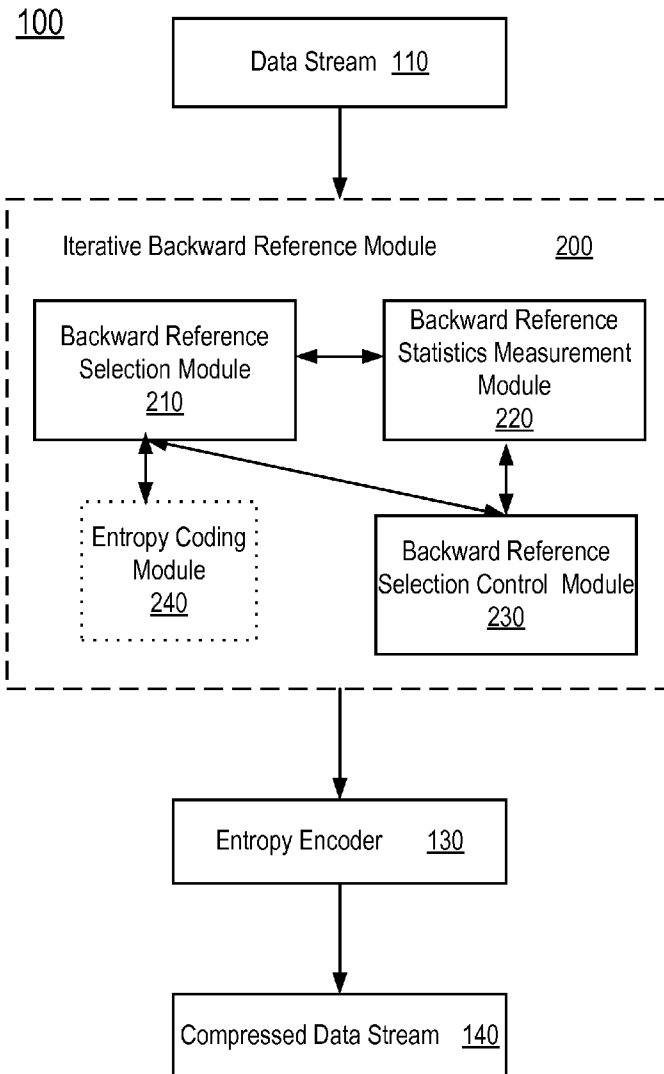 100
Data Stream 110
Iterative Backward Reference Module 200
Backward Reference
Selection Module
210
Backward Reference
Statistics Measurement
Module
220
Entropy Coding
Module
240
Backward Reference
Selection Control Module
230
Entropy Encoder 130
Compressed Data Stream 140